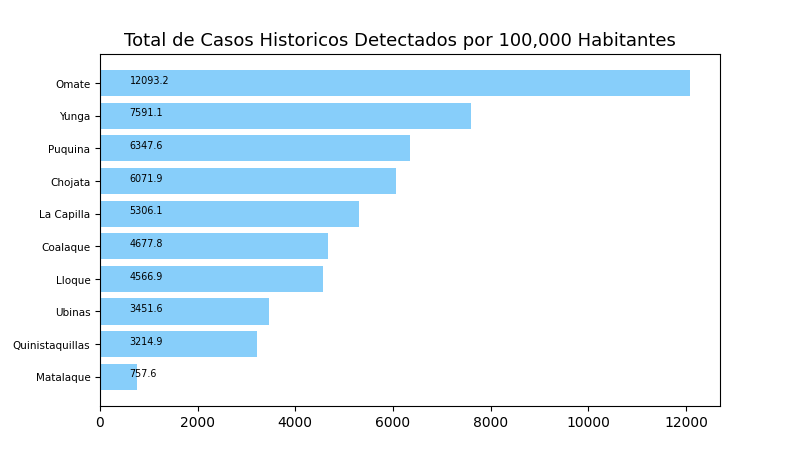 Total de Casos Historicos Detectados por 100,000 Habitantes
Omate 12093.2
Yunga 7591.1
Puquina 6347.6
Chojata 6071.9
La Capilla 5306.1
Coalaque 4677.8
Lloque 4566.9
Ubinas 3451.6
Quinistaquillas 3214.9
Matalaque 757.6
0 2000 4000 6000 8000 10000 12000